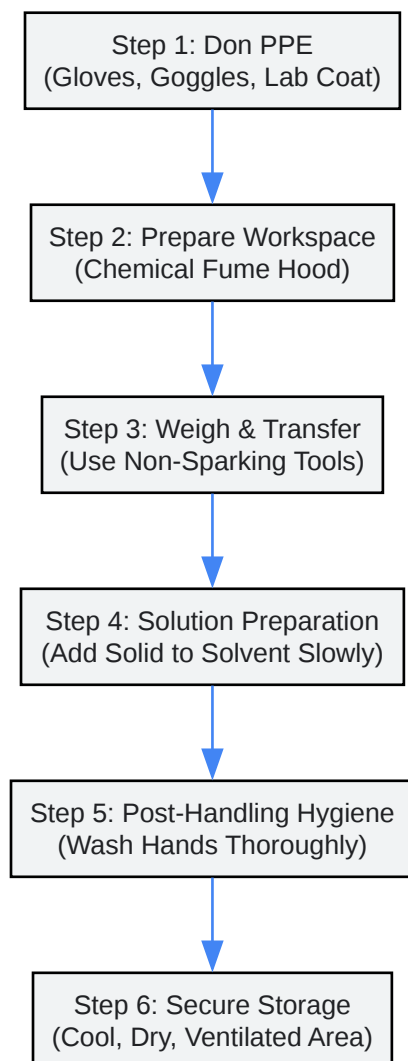 Step 1: Don PPE
(Gloves, Goggles, Lab Coat)
Step 2: Prepare Workspace
(Chemical Fume Hood)
Step 3: Weigh & Transfer
(Use Non-Sparking Tools)
Step 4: Solution Preparation
(Add Solid to Solvent Slowly)
Step 5: Post-Handling Hygiene
(Wash Hands Thoroughly)
Step 6: Secure Storage
(Cool, Dry, Ventilated Area)